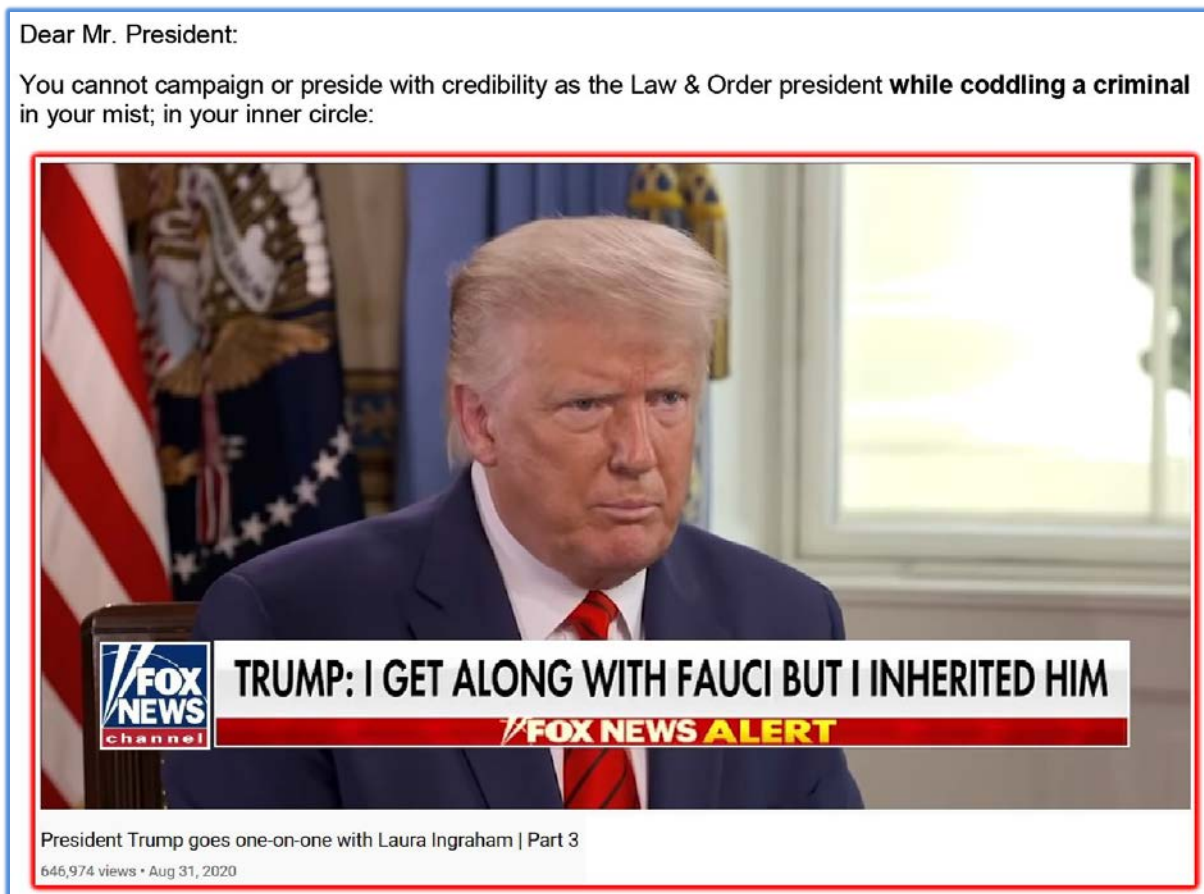 Dear Mr. President:
You cannot campaign or preside with credibility as the Law & Order president while coddling a criminal
in your mist; in your inner circle:
FOX
NEWS
channel
TRUMP: I GET ALONG WITH FAUCI BUT I INHERITED HIM
FOX NEWS ALERT
President Trump goes one-on-one with Laura Ingraham | Part 3
646,974 views • Aug 31, 2020